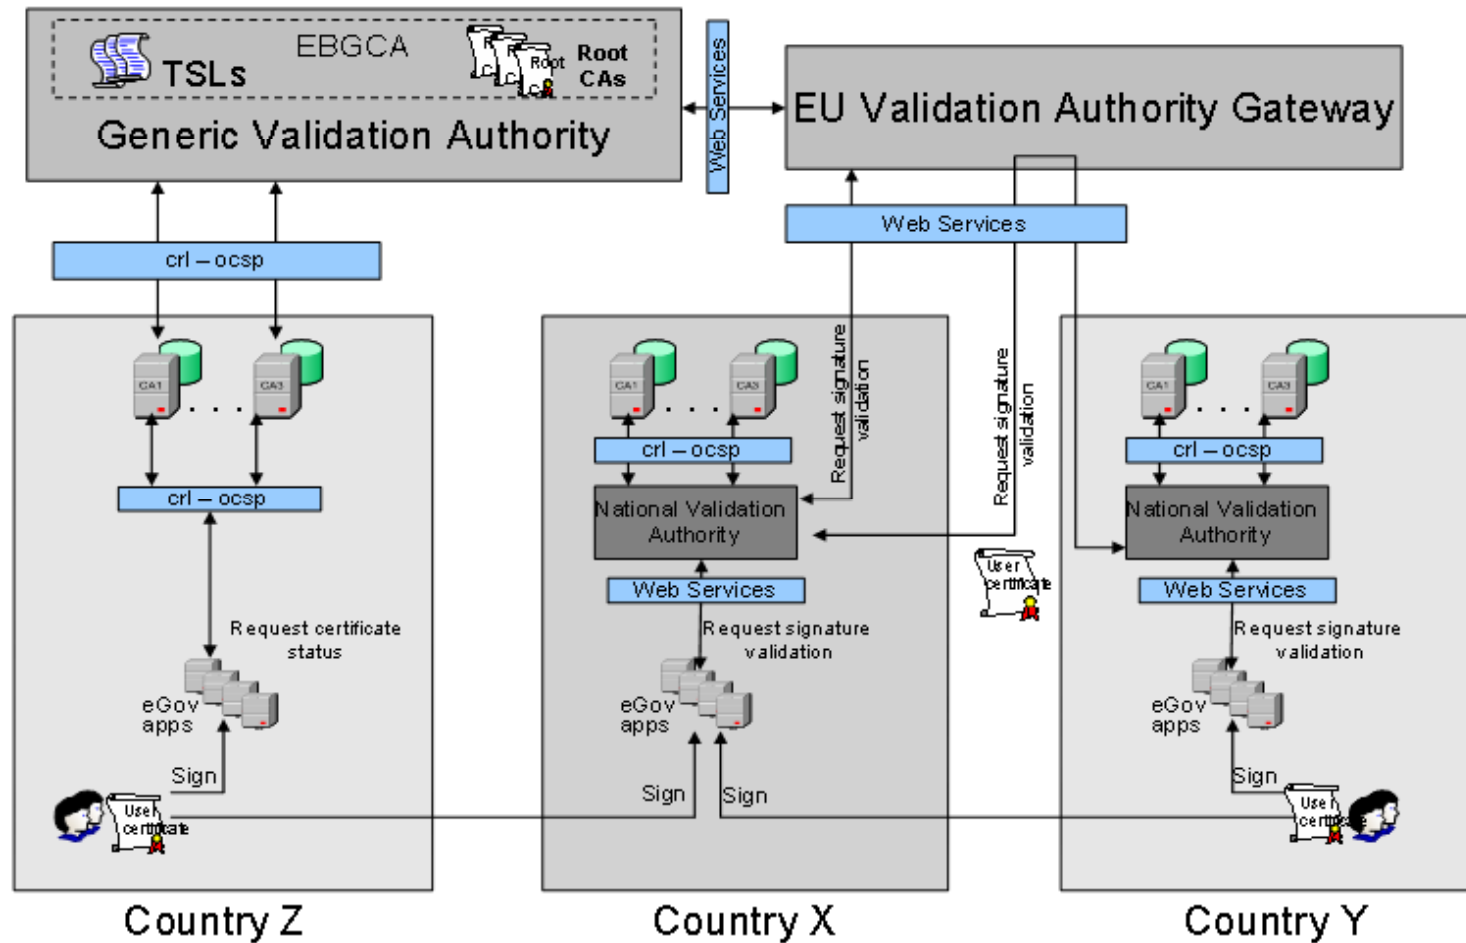 EBGCA
TSLs
Root
Root
CAs
Generic Validation Authority
Web Services
EU Validation Authority Gateway
Web Services
crl – ocsp
CA1
CA3
. . .
crl – ocsp
Request certificate
status
eGov
apps
Sign
User
certificate
Country Z
CA1
CA3
. . .
crl – ocsp
National Validation
Authority
Web Services
Request signature
validation
eGov
apps
Sign
Sign
Country X
Request signature
validation
Request signature
validation
User
certificate
CA1
CA3
. . .
crl – ocsp
National Validation
Authority
Web Services
Request signature
validation
eGov
apps
Sign
User
certificate
Country Y